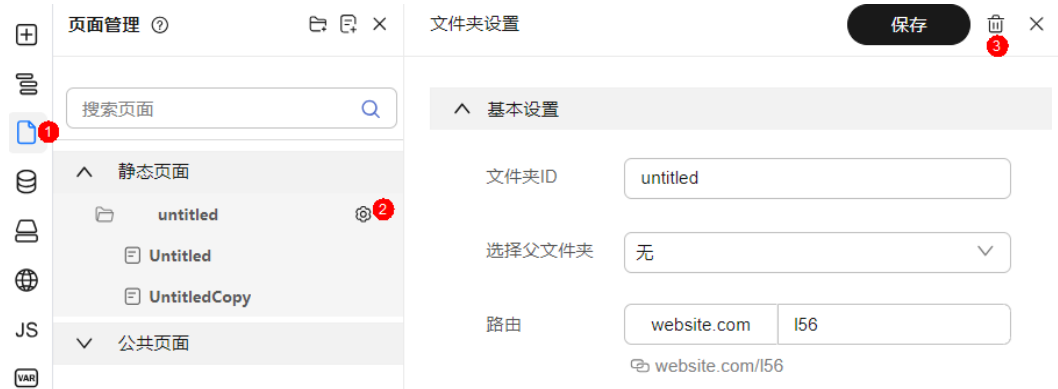 页面管理
文件夹设置
保存
3
搜索页面
1
基本设置
静态页面
文件夹ID
untitled
untitled
2
Untitled
选择父文件夹
无
UntitledCopy
JS
公共页面
路由
website.com
l56
website.com/l56
VAR